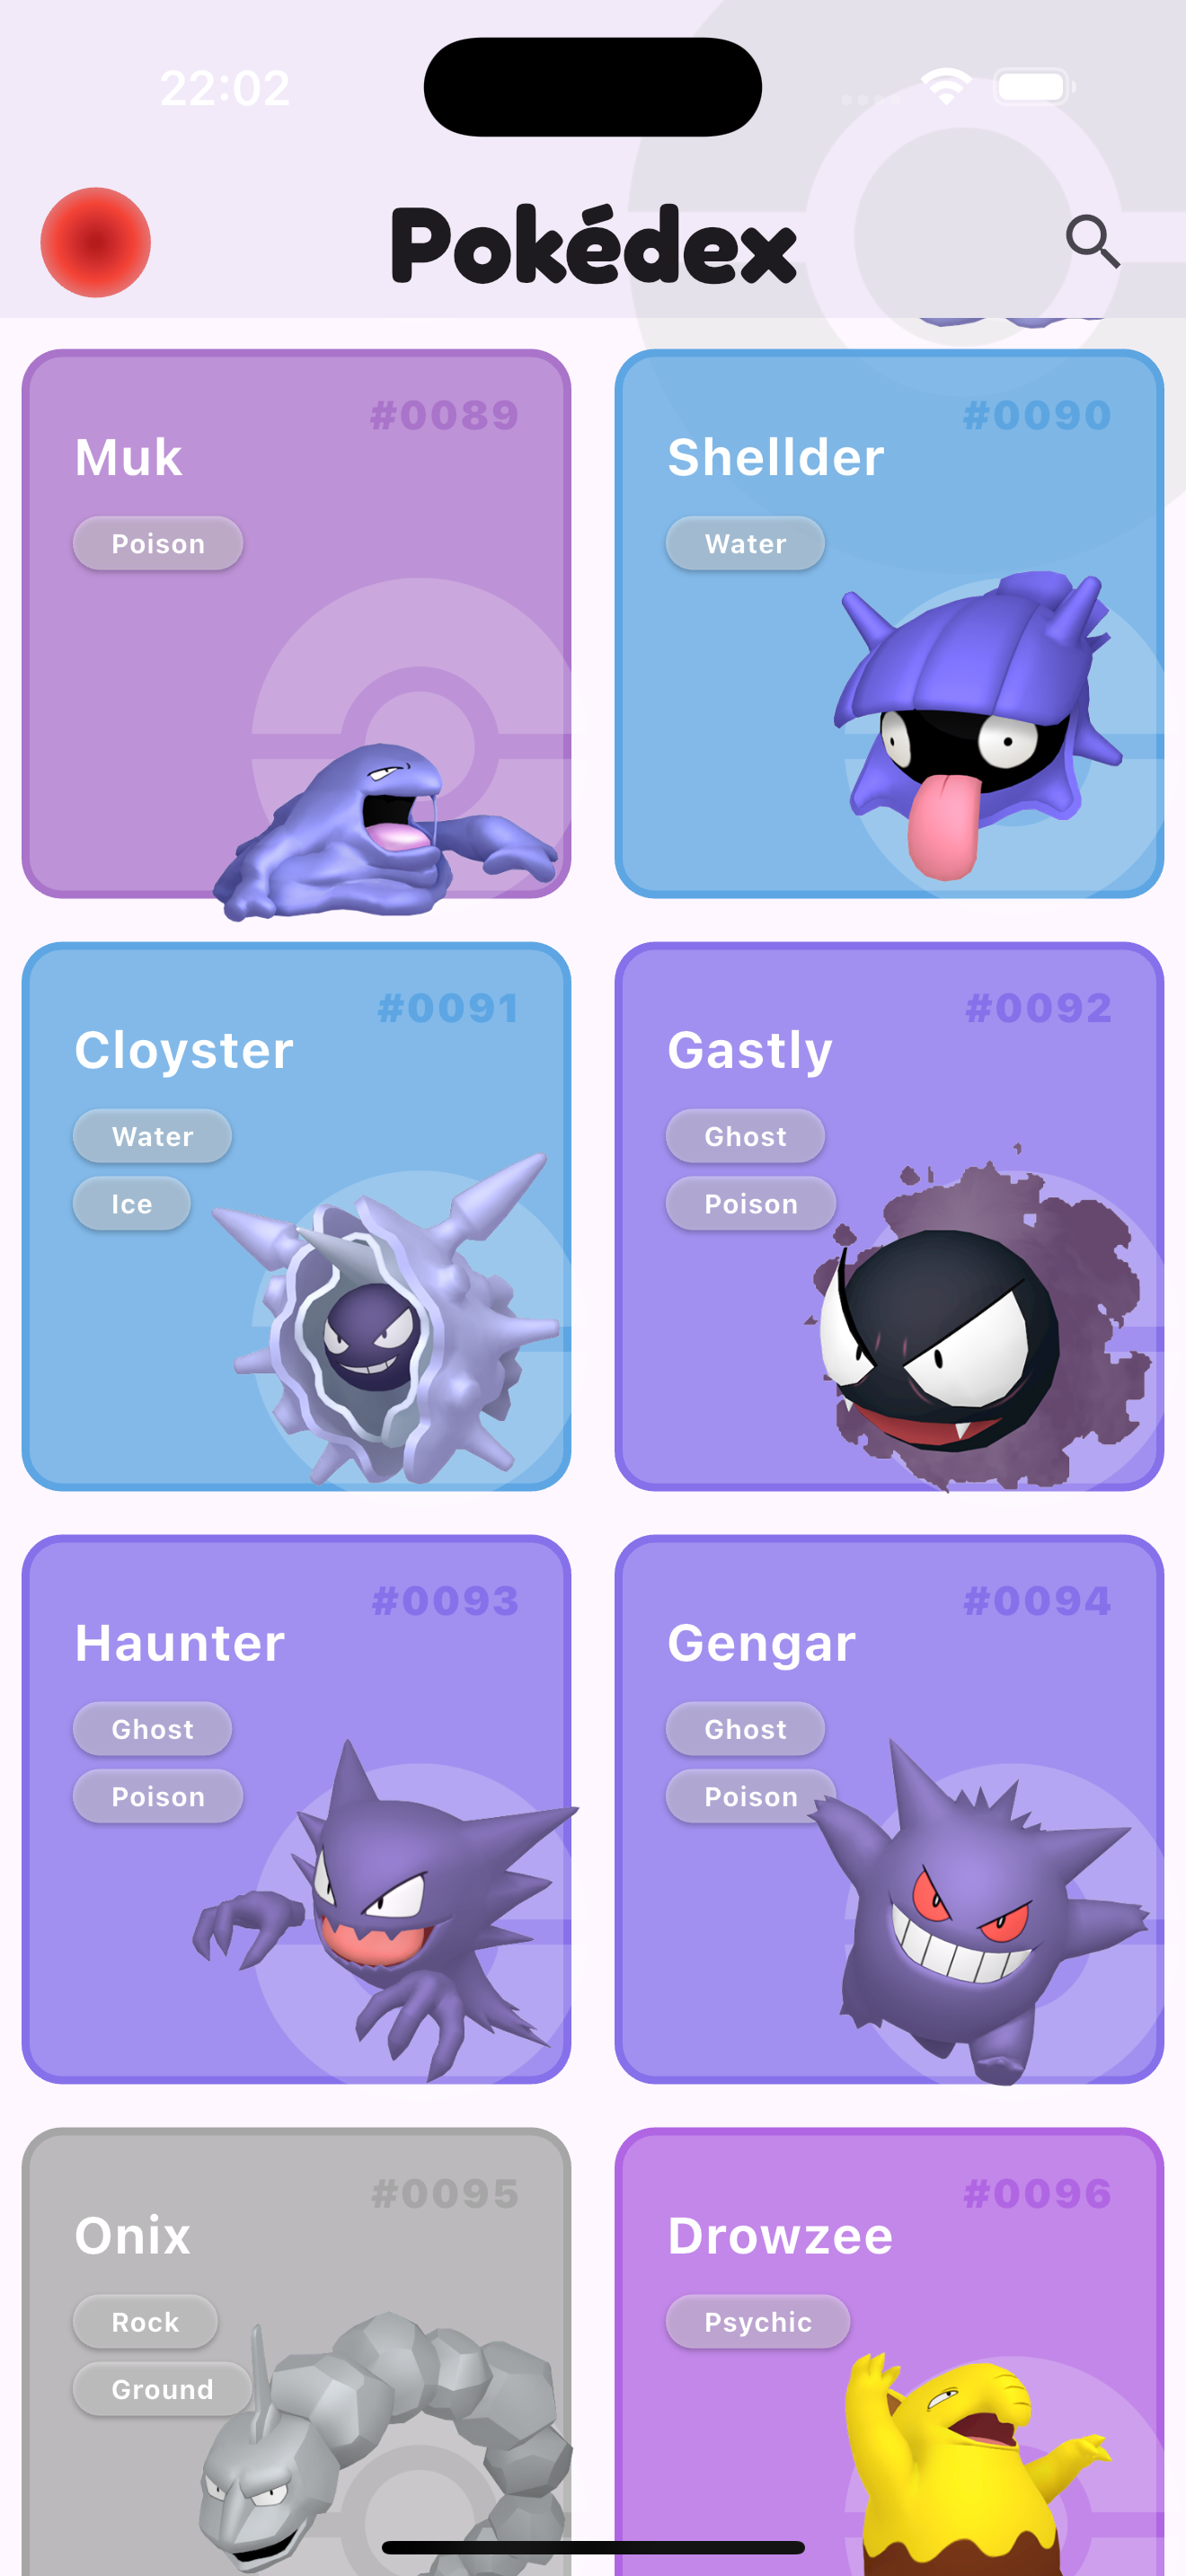 22:02
Pokédex
#0089
Muk
Poison
#0090
Shellder
Water
#0091
Cloyster
Water
Ice
#0092
Gastly
Ghost
Poison
#0093
Haunter
Ghost
Poison
#0094
Gengar
Ghost
Poison
#0095
Onix
Rock
Ground
#0096
Drowzee
Psychic